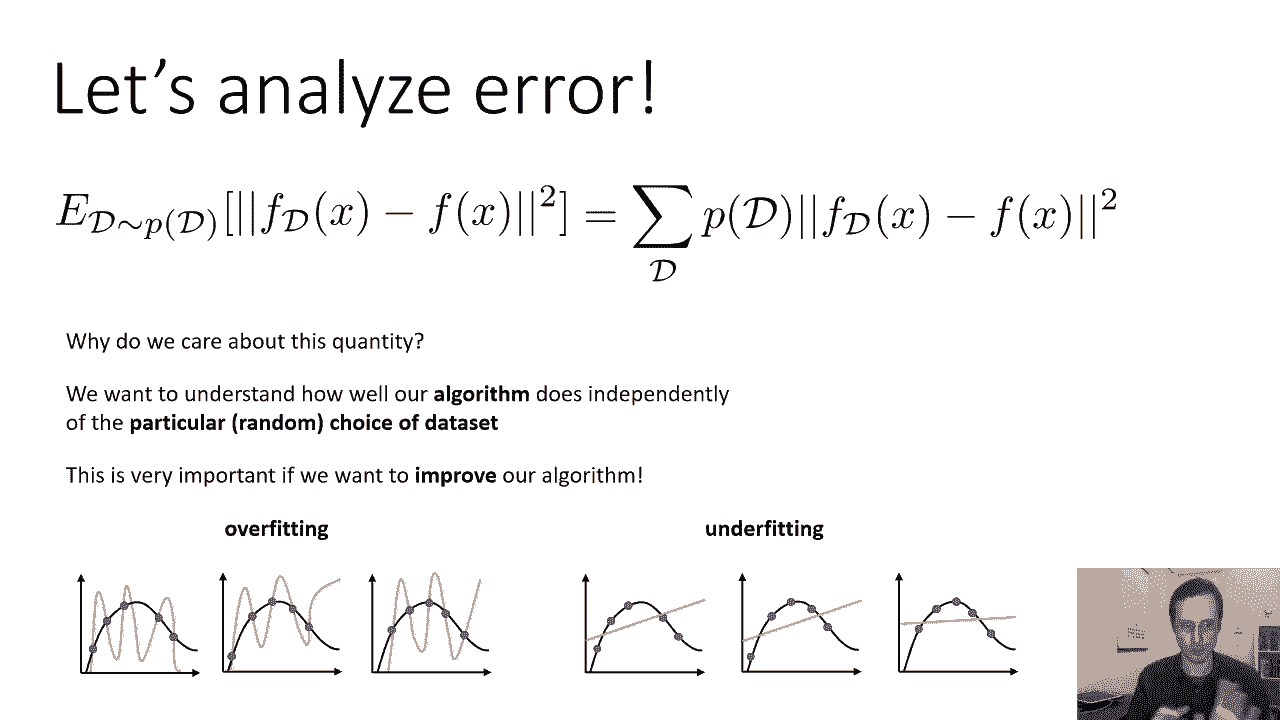 Let's analyze error!
$E_{\mathcal{D}\sim p(\mathcal{D})}[||f_{\mathcal{D}}(x) - f(x)||^2] = \sum_{\mathcal{D}} p(\mathcal{D})||f_{\mathcal{D}}(x) - f(x)||^2$
Why do we care about this quantity?
We want to understand how well our algorithm does independently
of the particular (random) choice of dataset
This is very important if we want to improve our algorithm!
overfitting
underfitting